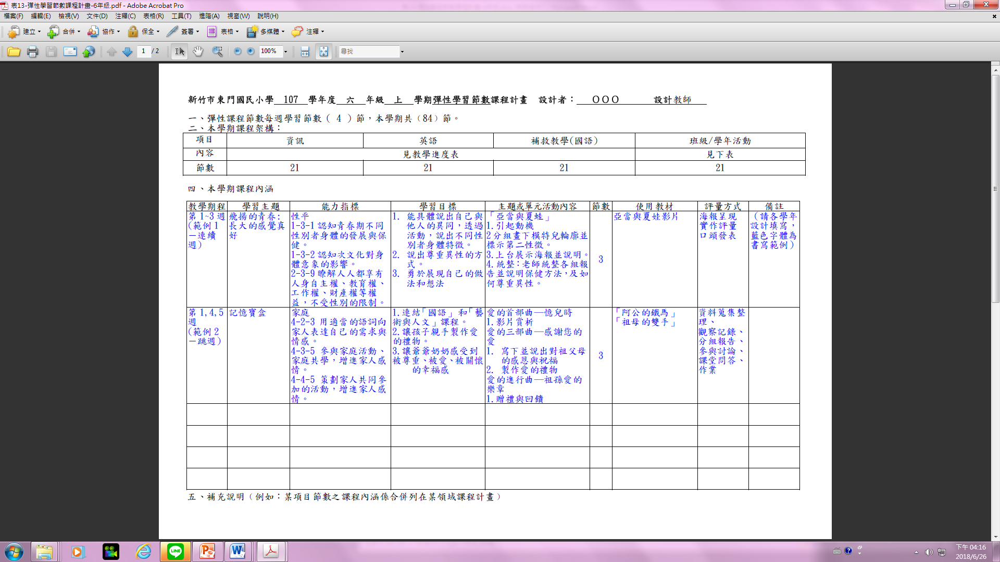 表13-彈性學習節數課程計畫-6年級.pdf - Adobe Acrobat Pro
檔案(F) 編輯(E) 檢視(V) 文件(D) 注釋(C) 表格(R) 工具(T) 進階(A) 視窗(W) 說明(H)
建立 合併 協作 保全 簽署 表格 多媒體 注釋
1 / 2 100% 尋找
新竹市東門國民小學 107 學年度 六 年級 上 學期彈性學習節數課程計畫 設計者： OOO 設計教師
一、彈性課程節數每週學習節數( 4 )節，本學期共（84）節。
二、本學期課程架構：
項目 資訊 英語 補救教學(國語) 班級/學年活動
內容 見教學進度表 見下表
節數 21 21 21 21
四、本學期課程內涵
教學期程 學習主題 能力指標 學習目標 主題或單元活動內容 節數 使用教材 評量方式 備註
第 1~3 週
(範例 1
－連續
週)
飛揚的青春:
長大的感覺真
好
性平
1-3-1 認知青春期不同
性別者身體的發展與保
健。
1-3-2 認知次文化對身
體意象的影響。
2-3-9 瞭解人人都享有
人身自主權、教育權、
工作權、財產權等權
益，不受性別的限制。
1. 能具體說出自己與
他人的異同，透過
活動，說出不同性
別者身體特徵。
2. 說出尊重異性的方
式。
3. 勇於展現自己的做
法和想法
「亞當與夏蛙」
1.引起動機
2分組畫下模特兒輪廓並
標示第二性徵。
3.上台展示海報並說明。
4.統整:老師統整各組報
告並說明保健方法,及如
何尊重異性。
3
亞當與夏娃影片
海報呈現
實作評量
口頭發表
（請各學年
設計填寫，
藍色字體為
書寫範例）
第 1,4,5
週
(範例 2
－跳週)
記憶寶盒
家庭
4-2-3 用適當的語詞向
家人表達自己的需求與
情感。
4-3-5 參與家庭活動、
家庭共學，增進家人感
情。
4-4-5 策劃家人共同參
加的活動，增進家人感
情。
1.連結「國語」和「藝
術與人文」課程。
2.讓孩子親手製作愛
的禮物。
3.讓爺爺奶奶感受到
被尊重、被愛、被關懷
的幸福感
愛的首部曲—憶兒時
1.影片賞析
愛的三部曲—感謝您的
愛
1. 寫下並說出對祖父母
的感恩與祝福
2. 製作愛的禮物
愛的進行曲—祖孫愛的
樂章
1.贈禮與回饋
3
「阿公的鐵馬」
「祖母的雙手」
資料蒐集整
理、
觀察記錄、
分組報告、
參與討論、
課堂問答、
作業
五、補充說明（例如：某項目節數之課程內涵係合併列在某領域課程計畫）
LINE
下午 04:16
2018/6/26